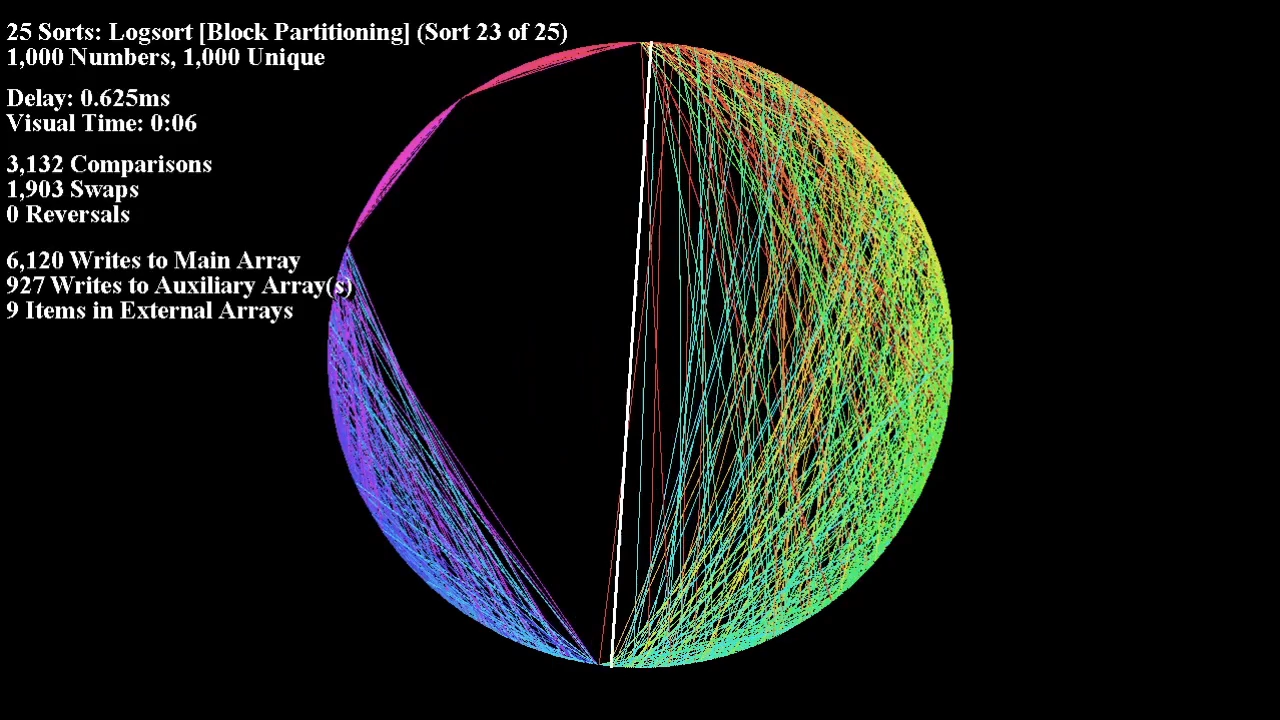 25 Sorts: Logsort [Block Partitioning] (Sort 23 of 25)
1,000 Numbers, 1,000 Unique
Delay: 0.625ms
Visual Time: 0:06
3,132 Comparisons
1,903 Swaps
0 Reversals
6,120 Writes to Main Array
927 Writes to Auxiliary Array(s)
9 Items in External Arrays